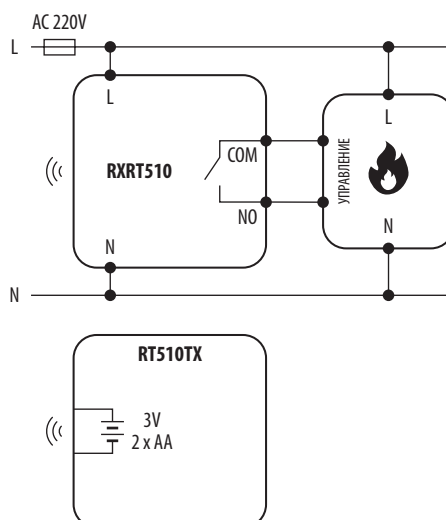 AC 220V
L
L
RXRT510
COM
NO
N
L
УПРАВЛЕНИЕ
N
N
RT510TX
3V
2 x AA